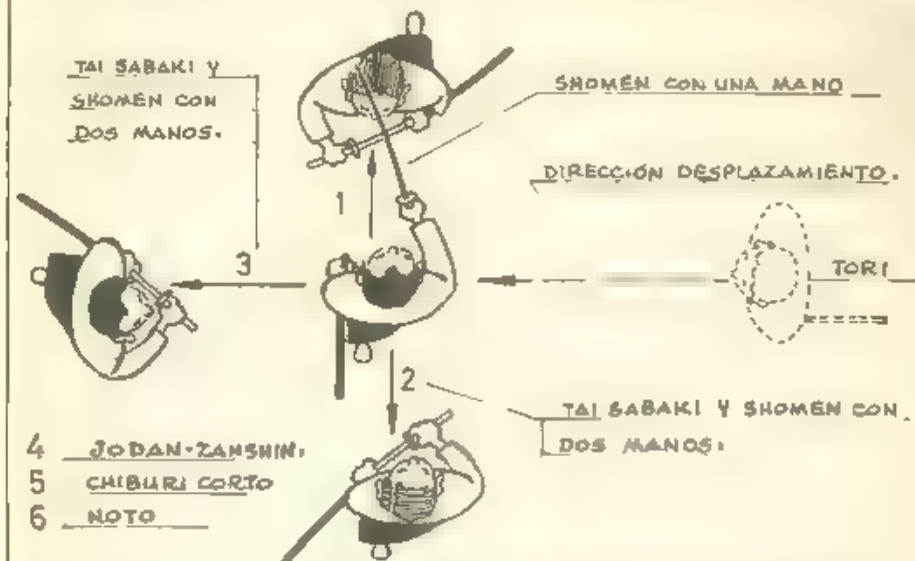 TAI SABAKI Y
SHOMEN CON
DOS MANOS.
SHOMEN CON UNA MANO
DIRECCIÓN DESPLAZAMIENTO.
1
3
TORI
2
TAI SABAKI Y SHOMEN CON
DOS MANOS.
4 JODAN-ZANSHIN.
5 CHIBURI CORTO
6 NOTO